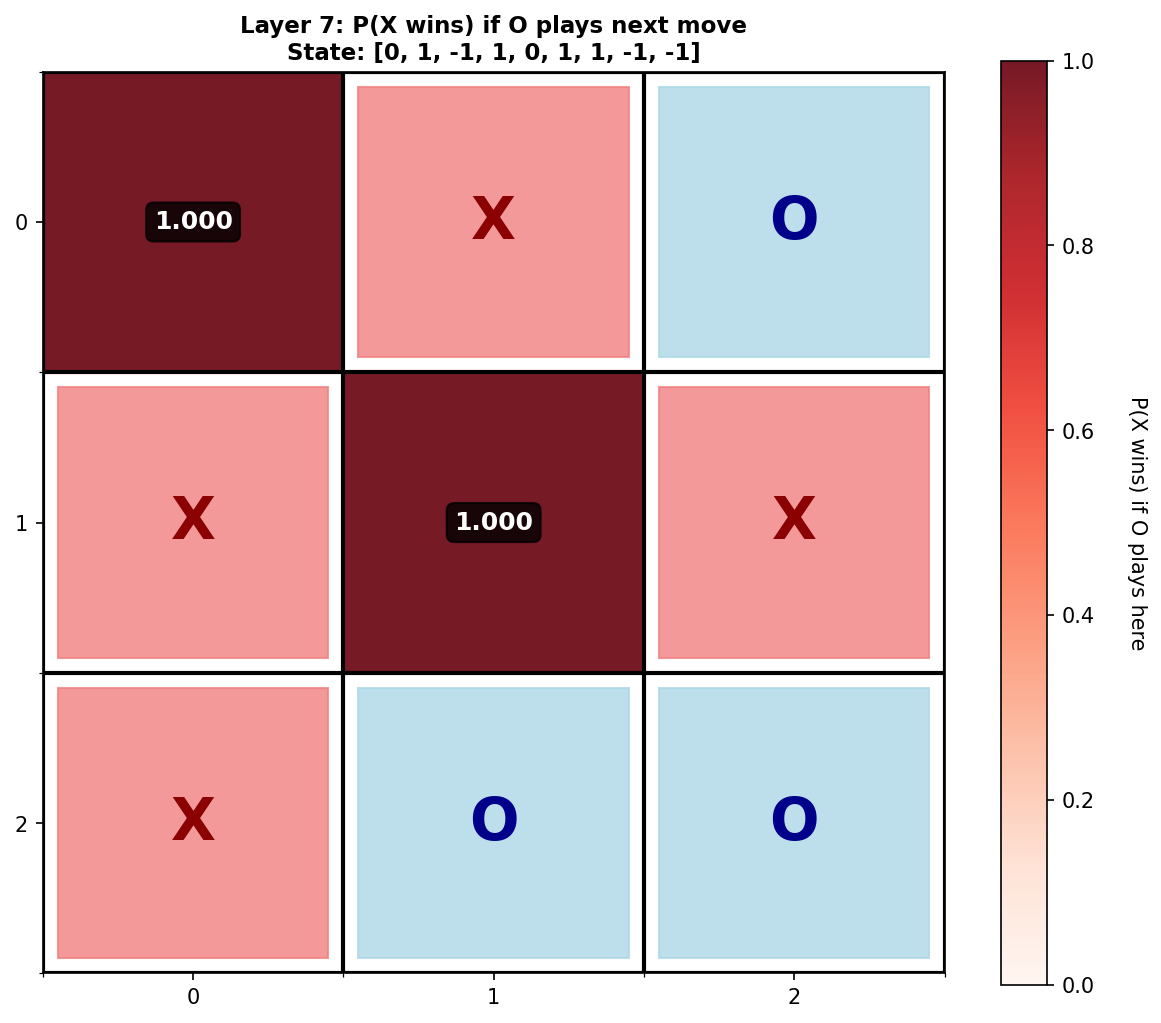 Layer 7: P(X wins) if O plays next move
State: [0, 1, -1, 1, 0, 1, 1, -1, -1]
0
1.000
X
O
1
X
1.000
X
2
X
O
O
0
1
2
1.0
0.8
0.6
0.4
0.2
0.0
P(X wins) if O plays here